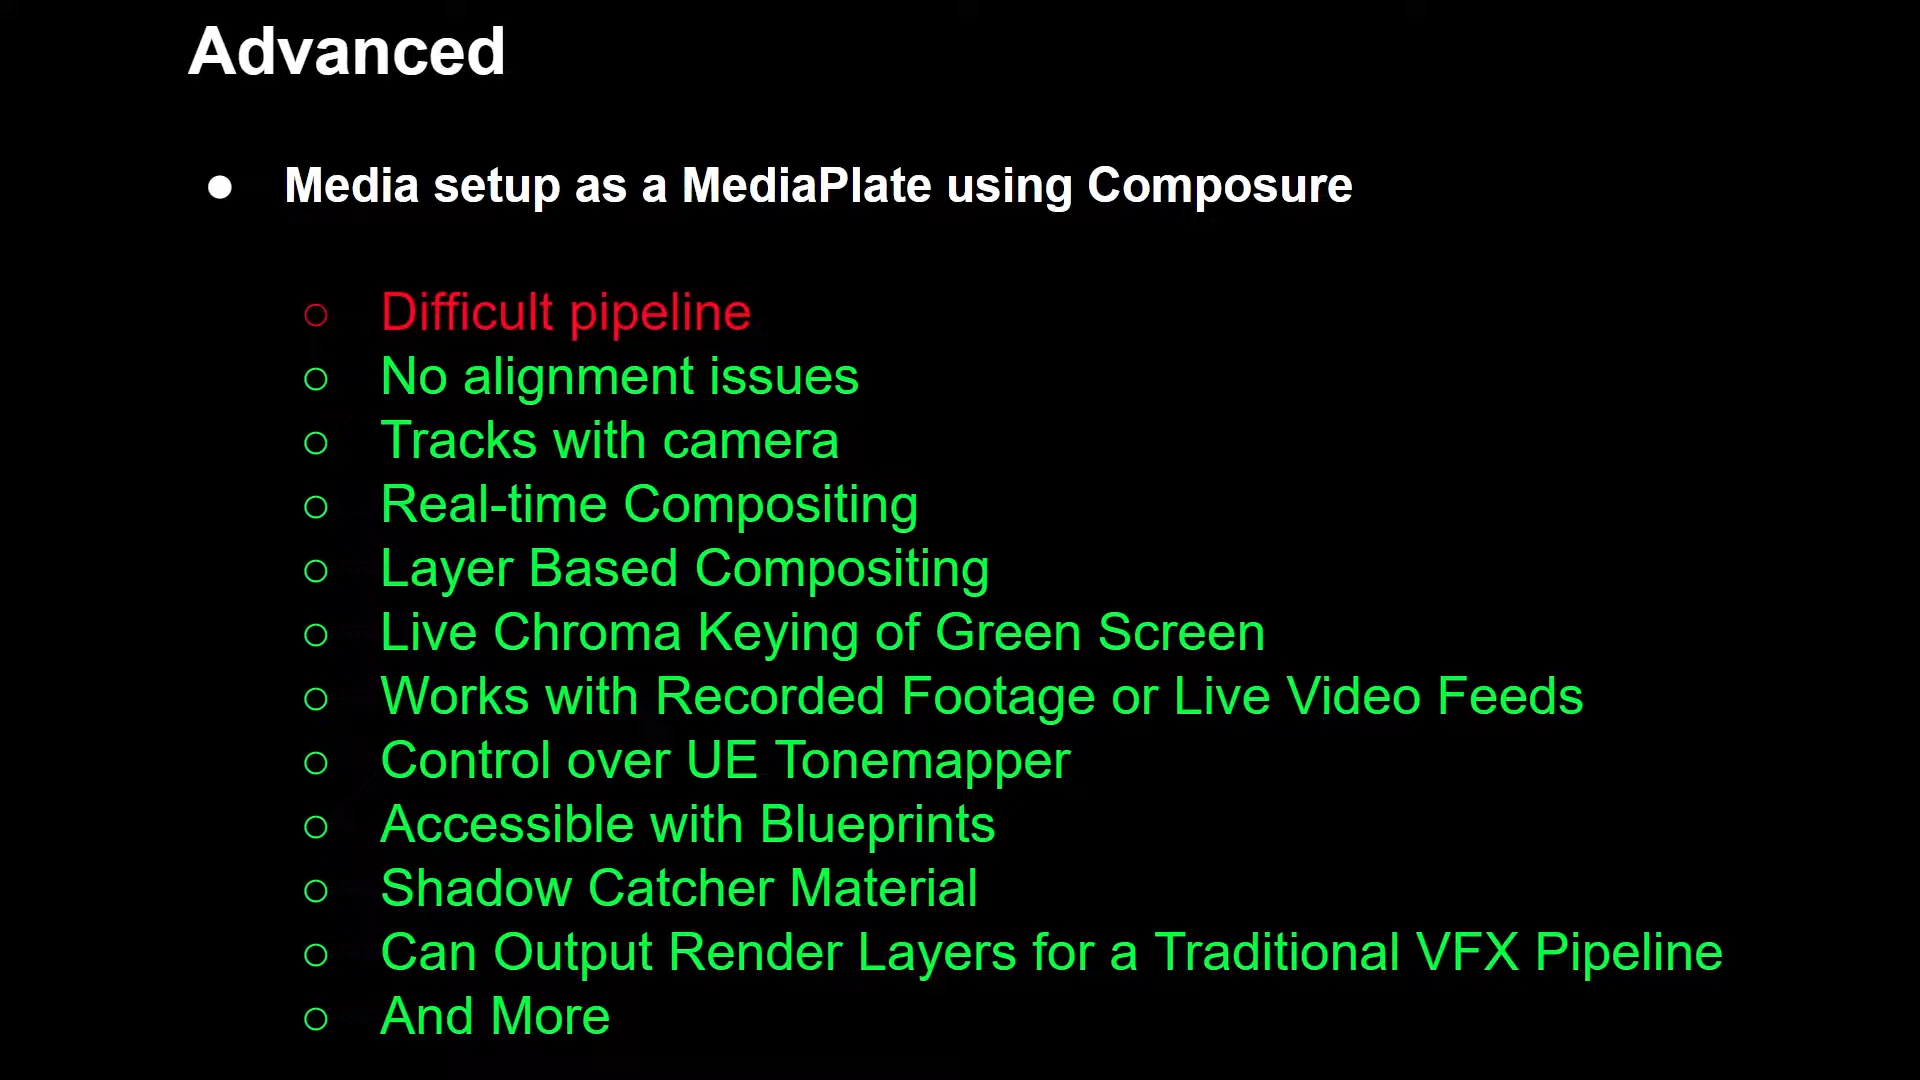 Advanced
● Media setup as a MediaPlate using Composure
○ Difficult pipeline
○ No alignment issues
○ Tracks with camera
○ Real-time Compositing
○ Layer Based Compositing
○ Live Chroma Keying of Green Screen
○ Works with Recorded Footage or Live Video Feeds
○ Control over UE Tonemapper
○ Accessible with Blueprints
○ Shadow Catcher Material
○ Can Output Render Layers for a Traditional VFX Pipeline
○ And More